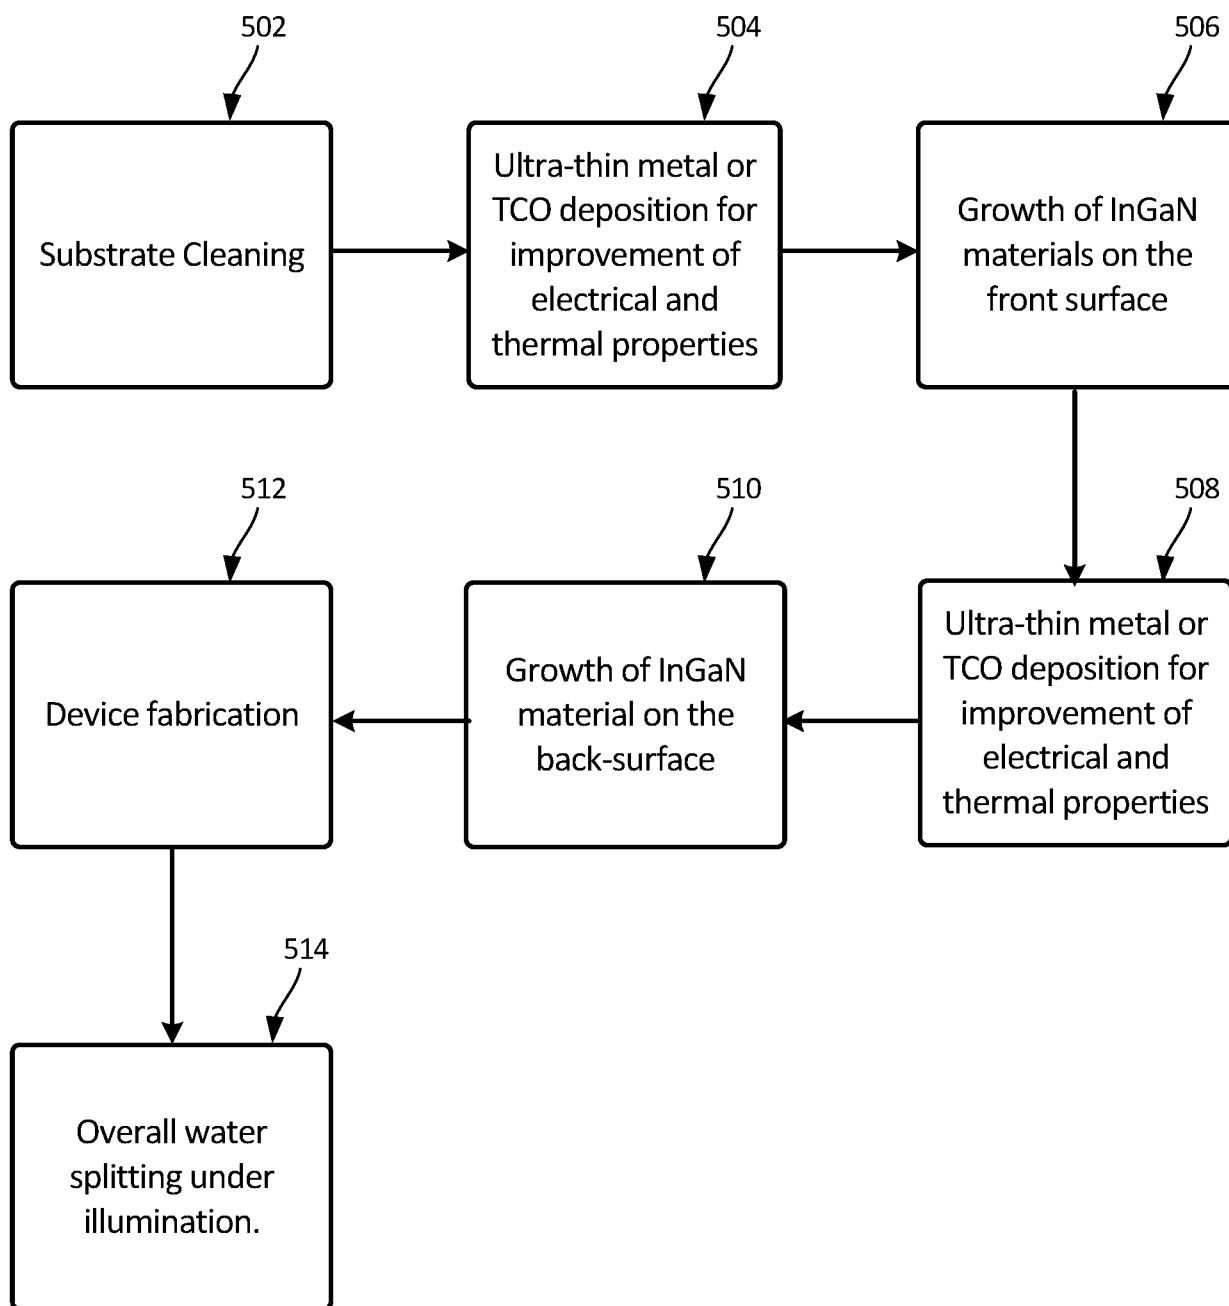 502
Substrate Cleaning
504
Ultra-thin metal or
TCO deposition for
improvement of
electrical and
thermal properties
506
Growth of InGaN
materials on the
front surface
508
Ultra-thin metal or
TCO deposition for
improvement of
electrical and
thermal properties
510
Growth of InGaN
material on the
back-surface
512
Device fabrication
514
Overall water
splitting under
illumination.